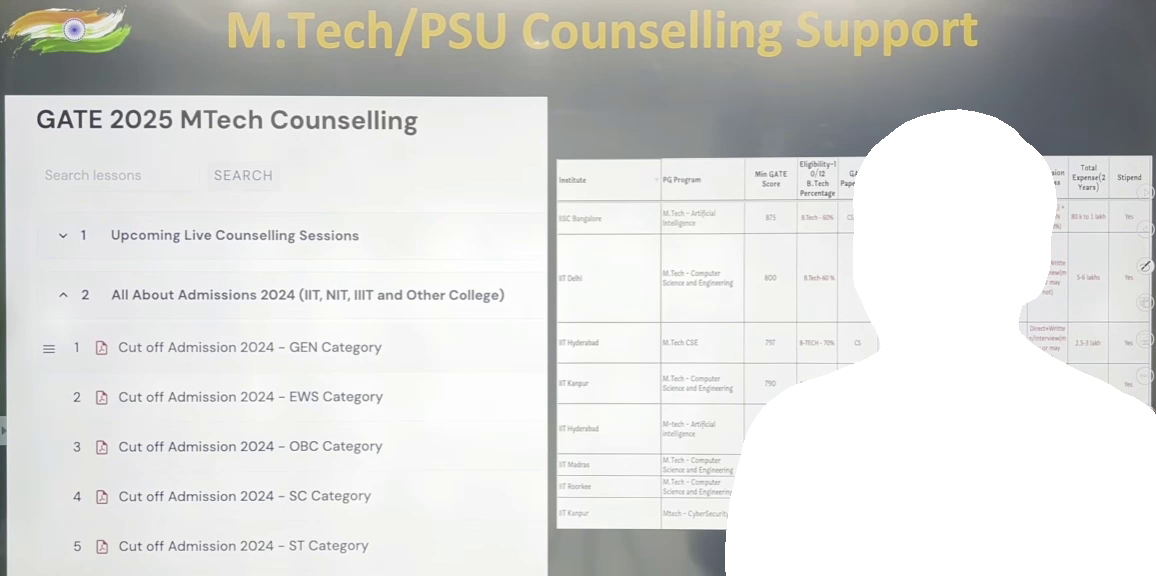 M.Tech/PSU Counselling Support
GATE 2025 MTech Counselling
Search lessons SEARCH
1 Upcoming Live Counselling Sessions
2 All About Admissions 2024 (IIT, NIT, IIIT and Other College)
1 Cut off Admission 2024 - GEN Category
2 Cut off Admission 2024 - EWS Category
3 Cut off Admission 2024 - OBC Category
4 Cut off Admission 2024 - SC Category
5 Cut off Admission 2024 - ST Category
Institute PG Program Min GATE Score Eligibility-10/12 B.Tech Percentage Total Expense(2 Years) Stipend
IISC Bangalore M.Tech - Artificial Intelligence 875 B.Tech - 60% 80 k to 1 lakh Yes
IIT Delhi M.Tech - Computer Science and Engineering 800 B.Tech-60 % 5-6 lakhs Yes
IIT Hyderabad M.Tech CSE 797 B-TECH - 70% CS 2.5-3 lakh Yes
IIT Kanpur M.Tech - Computer Science and Engineering 790 Yes
IIT Hyderabad M-tech - Artificial intelligence
IIT Madras M.Tech - Computer Science and Engineering
IIT Roorkee M.Tech - Computer Science and Engineering
IIT Kanpur Mtech - CyberSecurity